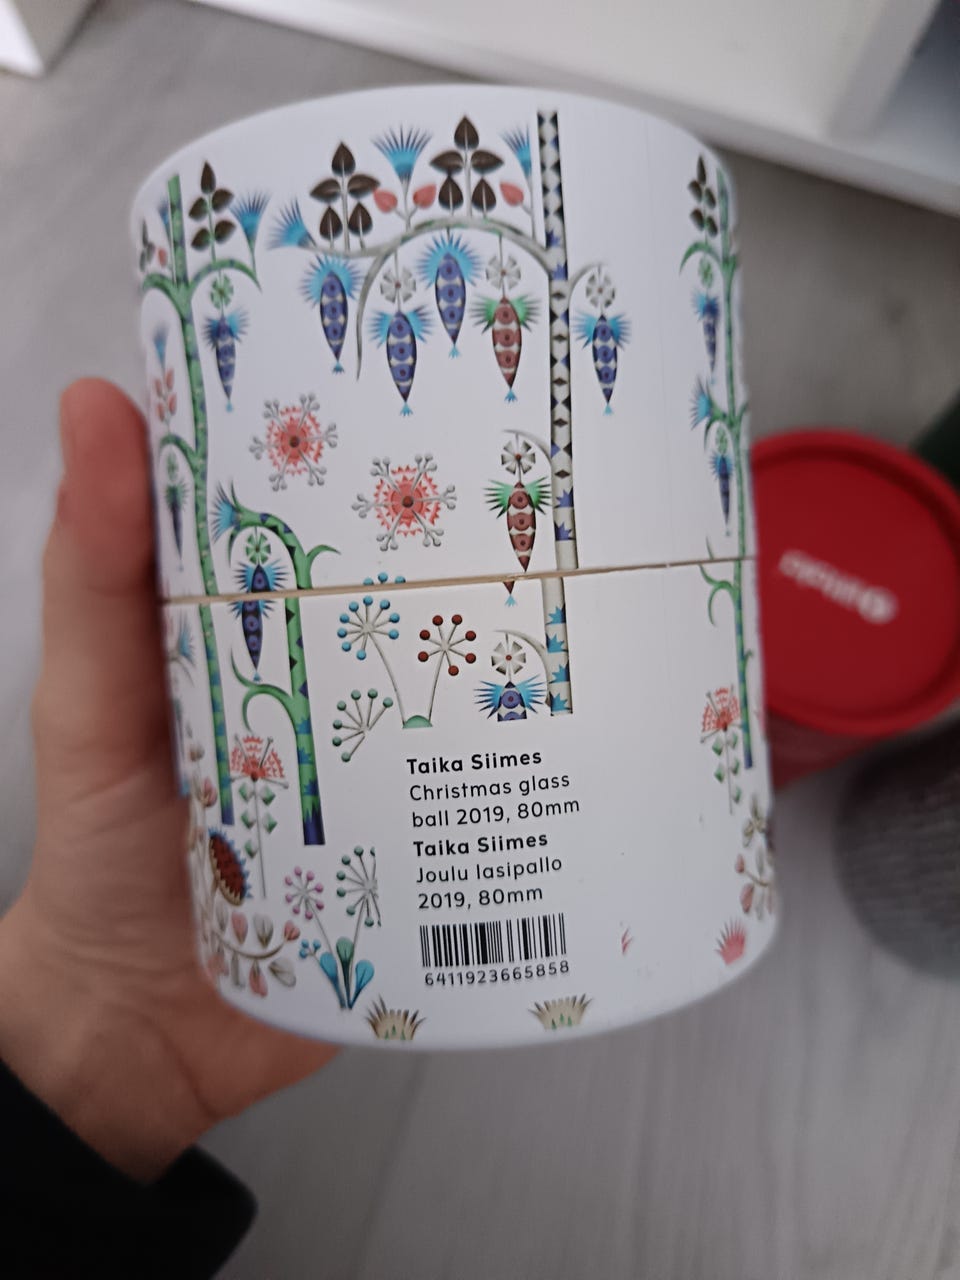 Taika Siimes
Christmas glass
ball 2019, 80mm
Taika Siimes
Joulu lasipallo
2019, 80mm
6411923665858